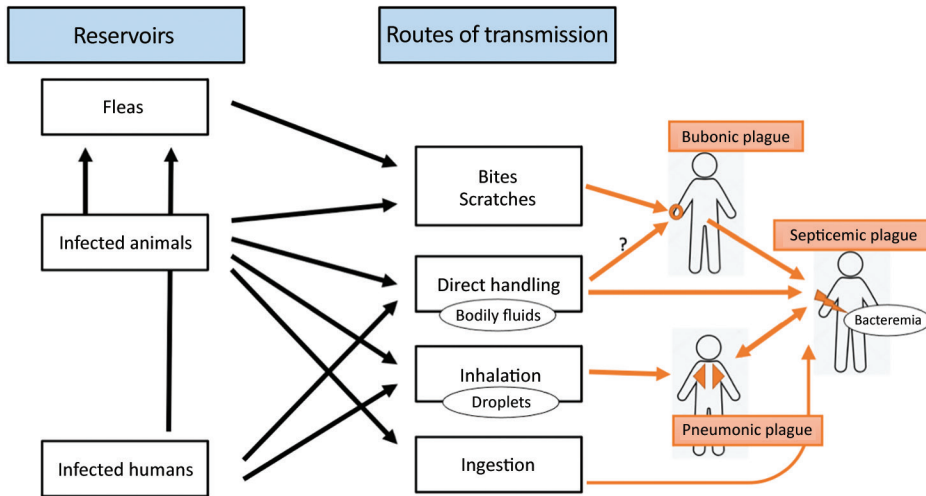 Reservoirs
Routes of transmission
Fleas
Bubonic plague
Bites
Scratches
Infected animals
Septicemic plague
?
Direct handling
Bodily fluids
Bacteremia
Inhalation
Droplets
Pneumonic plague
Infected humans
Ingestion